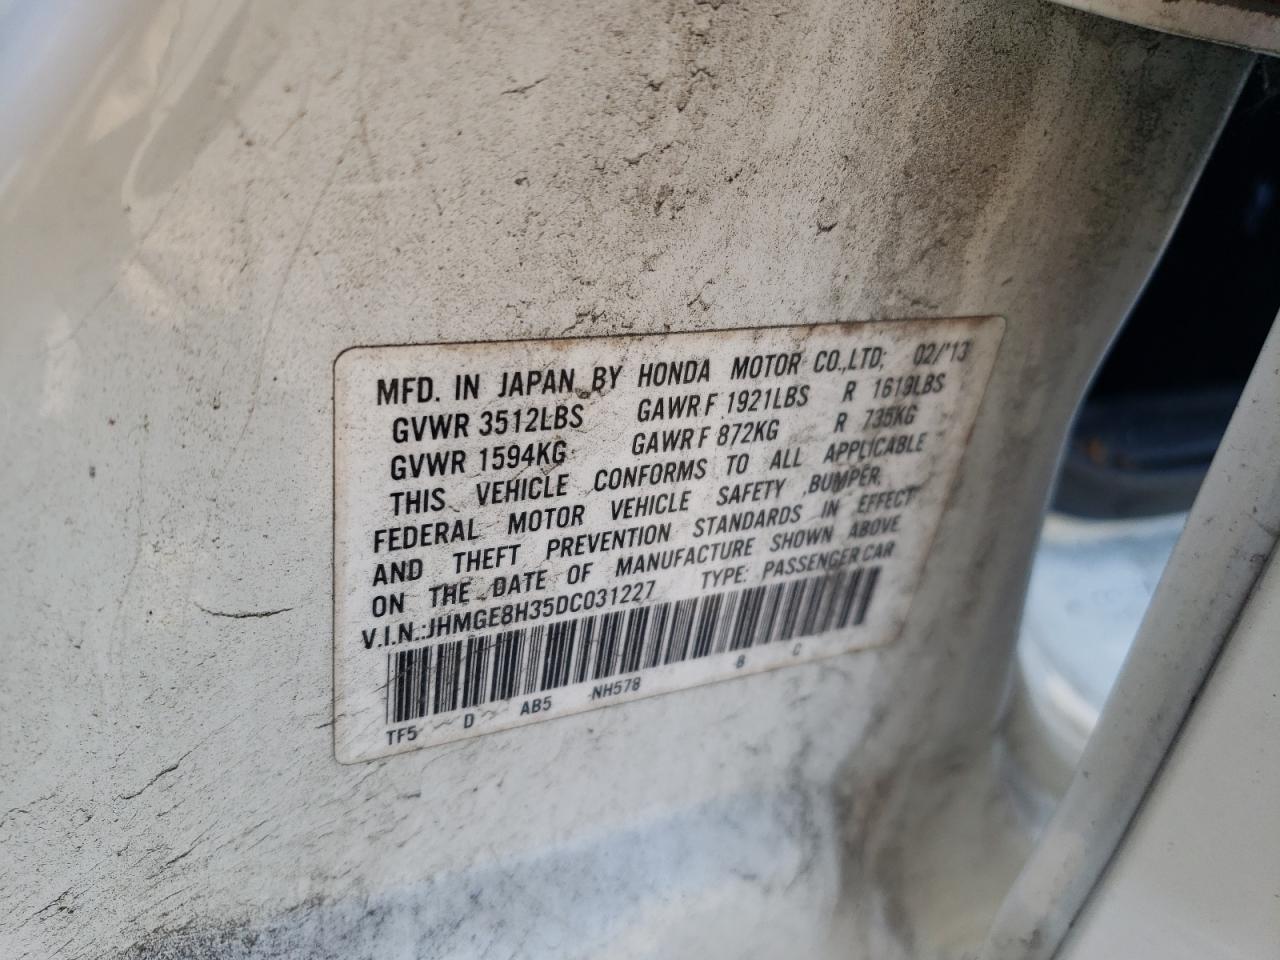 MFD. IN JAPAN BY HONDA MOTOR CO.,LTD; 02/'13
GVWR 3512LBS GAWR F 1921LBS R 1619LBS
GVWR 1594KG GAWR F 872KG R 735KG
THIS VEHICLE CONFORMS TO ALL APPLICABLE
FEDERAL MOTOR VEHICLE SAFETY ,BUMPER,
AND THEFT PREVENTION STANDARDS IN EFFECT
ON THE DATE OF MANUFACTURE SHOWN ABOVE
V.I.N.:JHMGE8H35DC031227 TYPE: PASSENGER CAR
TF5 D AB5 NH578 8 C